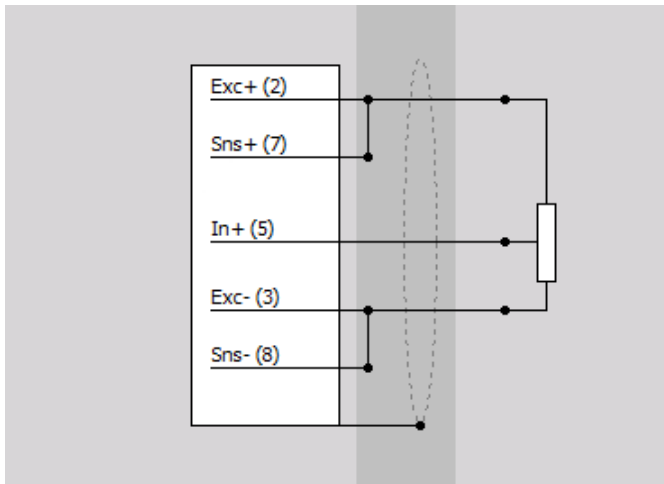 Exc+ (2)
Sns+ (7)
In+ (5)
Exc- (3)
Sns- (8)